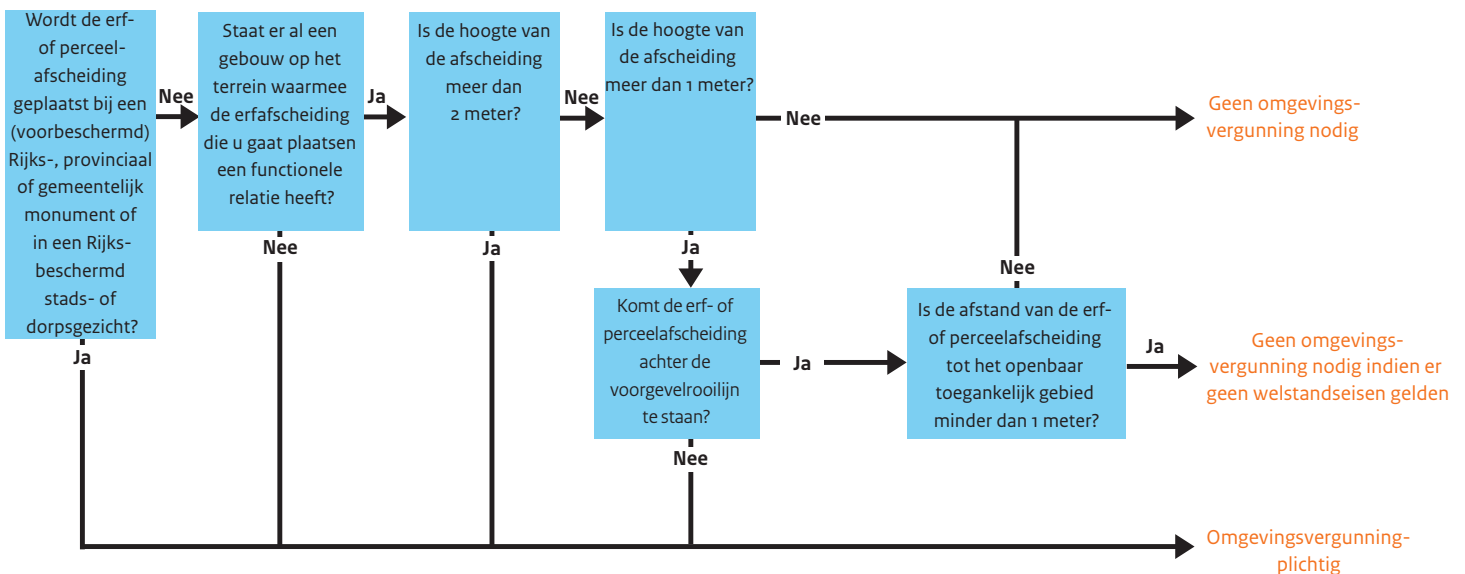 Wordt de erf-
of perceel-
afscheiding
geplaatst bij een
(voorbeschermd)
Rijks-, provinciaal
of gemeentelijk
monument of
in een Rijks-
beschermd
stads- of
dorpsgezicht?
Nee
Ja
Staat er al een
gebouw op het
terrein waarmee
de erfafscheiding
die u gaat plaatsen
een functionele
relatie heeft?
Ja
Nee
Is de hoogte van
de afscheiding
meer dan
2 meter?
Nee
Ja
Is de hoogte van
de afscheiding
meer dan 1 meter?
Nee
Ja
Geen omgevings-
vergunning nodig
Komt de erf- of
perceelafscheiding
achter de
voorgevelrooilijn
te staan?
Ja
Nee
Nee
Is de afstand van de erf-
of perceelafscheiding
tot het openbaar
toegankelijk gebied
minder dan 1 meter?
Ja
Geen omgevings-
vergunning nodig indien er
geen welstandseisen gelden
Omgevingsvergunning-
plichtig